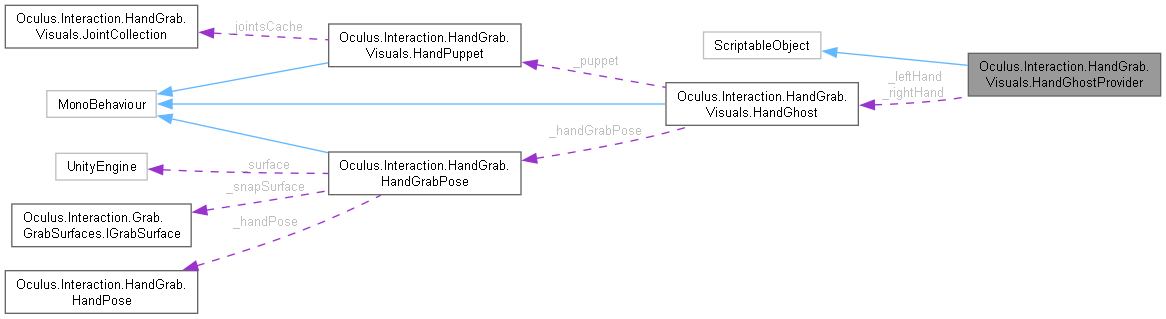 Oculus.Interaction.HandGrab.
Visuals.JointCollection
jointsCache
Oculus.Interaction.HandGrab.
Visuals.HandPuppet
ScriptableObject
_puppet
Oculus.Interaction.HandGrab.
Visuals.HandGhostProvider
_leftHand
_rightHand
MonoBehaviour
Oculus.Interaction.HandGrab.
Visuals.HandGhost
_handGrabPose
UnityEngine
_surface
Oculus.Interaction.HandGrab.
HandGrabPose
_snapSurface
Oculus.Interaction.Grab.
GrabSurfaces.IGrabSurface
_handPose
Oculus.Interaction.HandGrab.
HandPose